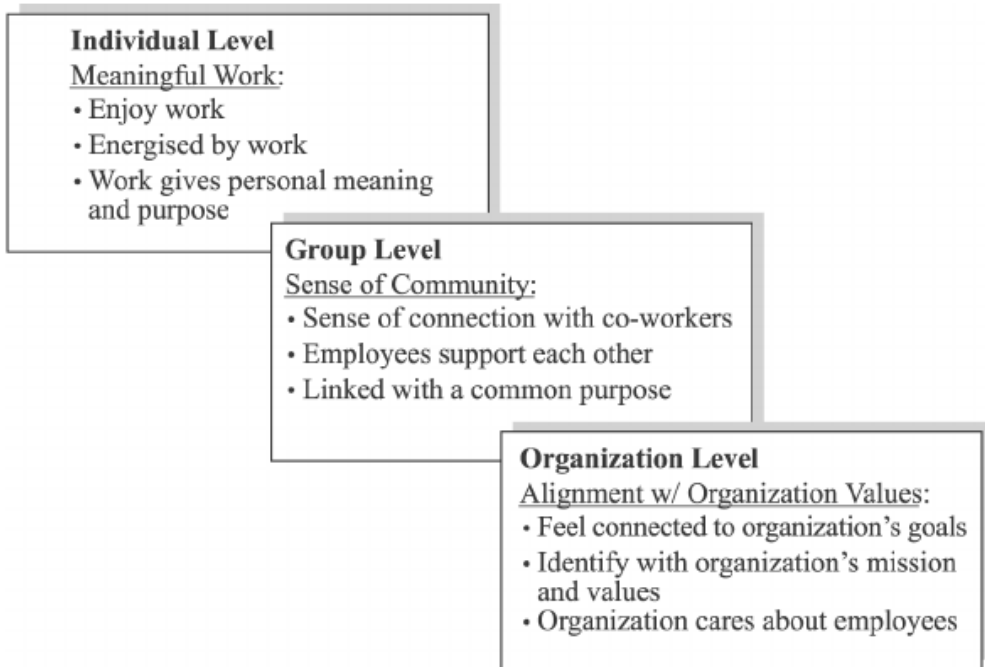 Individual Level
Meaningful Work:
• Enjoy work
• Energised by work
• Work gives personal meaning
and purpose
Group Level
Sense of Community:
• Sense of connection with co-workers
• Employees support each other
• Linked with a common purpose
Organization Level
Alignment w/ Organization Values:
• Feel connected to organization’s goals
• Identify with organization’s mission
and values
• Organization cares about employees